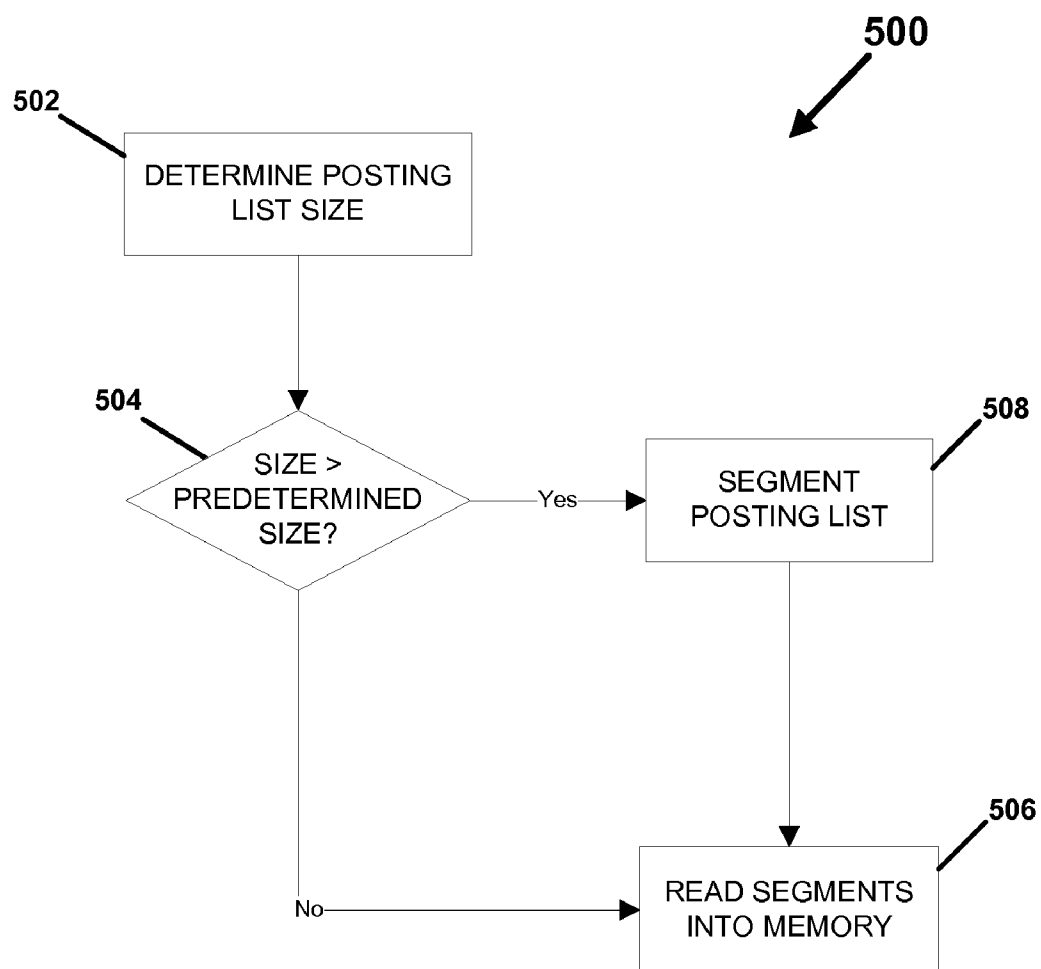 500
502
DETERMINE POSTING
LIST SIZE
504
SIZE >
PREDETERMINED
SIZE?
Yes
508
SEGMENT
POSTING LIST
506
No
READ SEGMENTS
INTO MEMORY